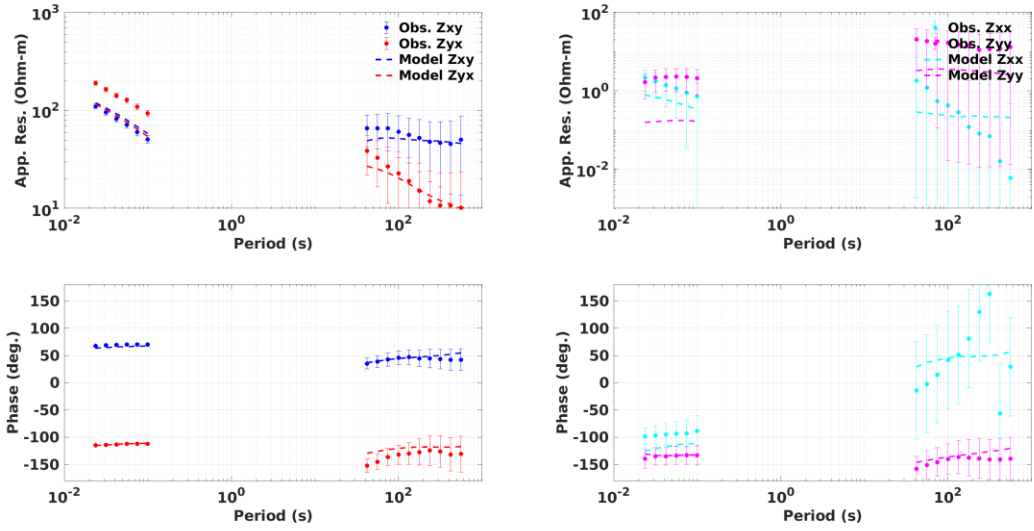 10^3
10^2
10^1
App. Res. (Ohm-m)
Obs. Zxy
Obs. Zyx
Model Zxy
Model Zyx
10^-2
10^0
10^2
Period (s)
10^2
10^0
10^-2
App. Res. (Ohm-m)
Obs. Zxx
Obs. Zyy
Model Zxx
Model Zyy
10^-2
10^0
10^2
Period (s)
150
100
50
0
-50
-100
-150
Phase (deg.)
10^-2
10^0
10^2
Period (s)
150
100
50
0
-50
-100
-150
Phase (deg.)
10^-2
10^0
10^2
Period (s)